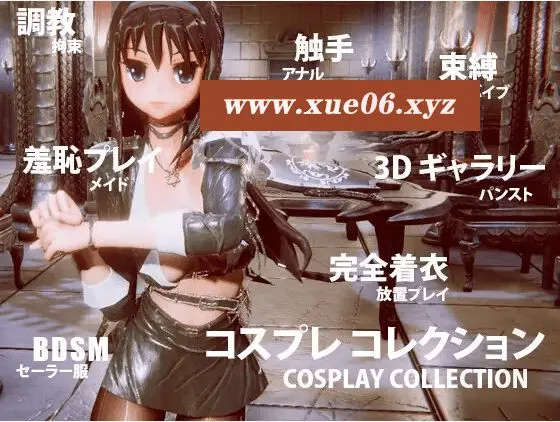 調教
拘束
触手
アナル
束縛
イブ
www.xue06.xyz
羞恥プレイ
メイド
3D ギャラリー
パンスト
完全着衣
放置プレイ
BDSM
セーラー服
コスプレ コレクション
COSPLAY COLLECTION